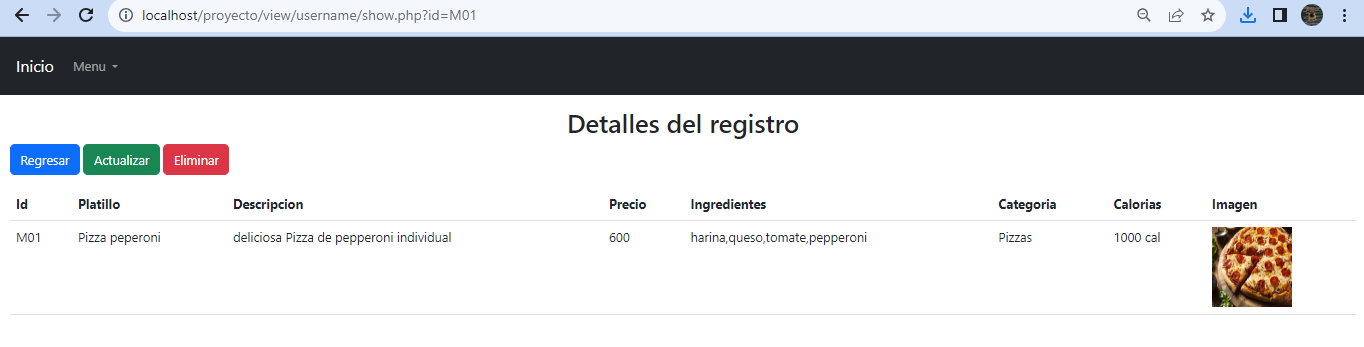 localhost/proyecto/view/username/show.php?id=M01
Inicio Menu
Detalles del registro
Regresar Actualizar Eliminar
Id Platillo Descripcion Precio Ingredientes Categoria Calorias Imagen
M01 Pizza peperoni deliciosa Pizza de pepperoni individual 600 harina,queso,tomate,pepperoni Pizzas 1000 cal